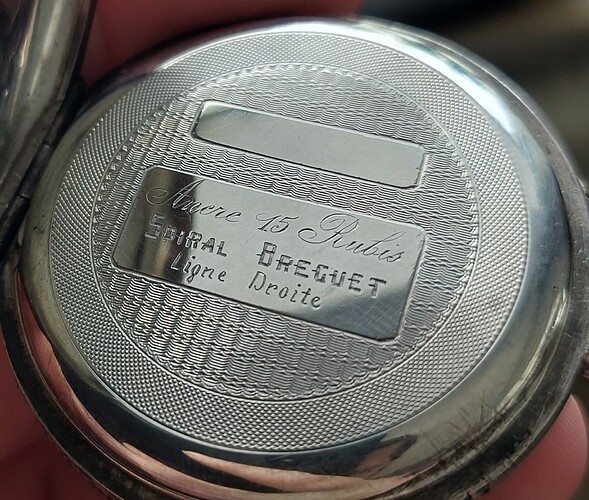 Ancre 15 Rubis
SPIRAL BREGUET
Ligne Droite